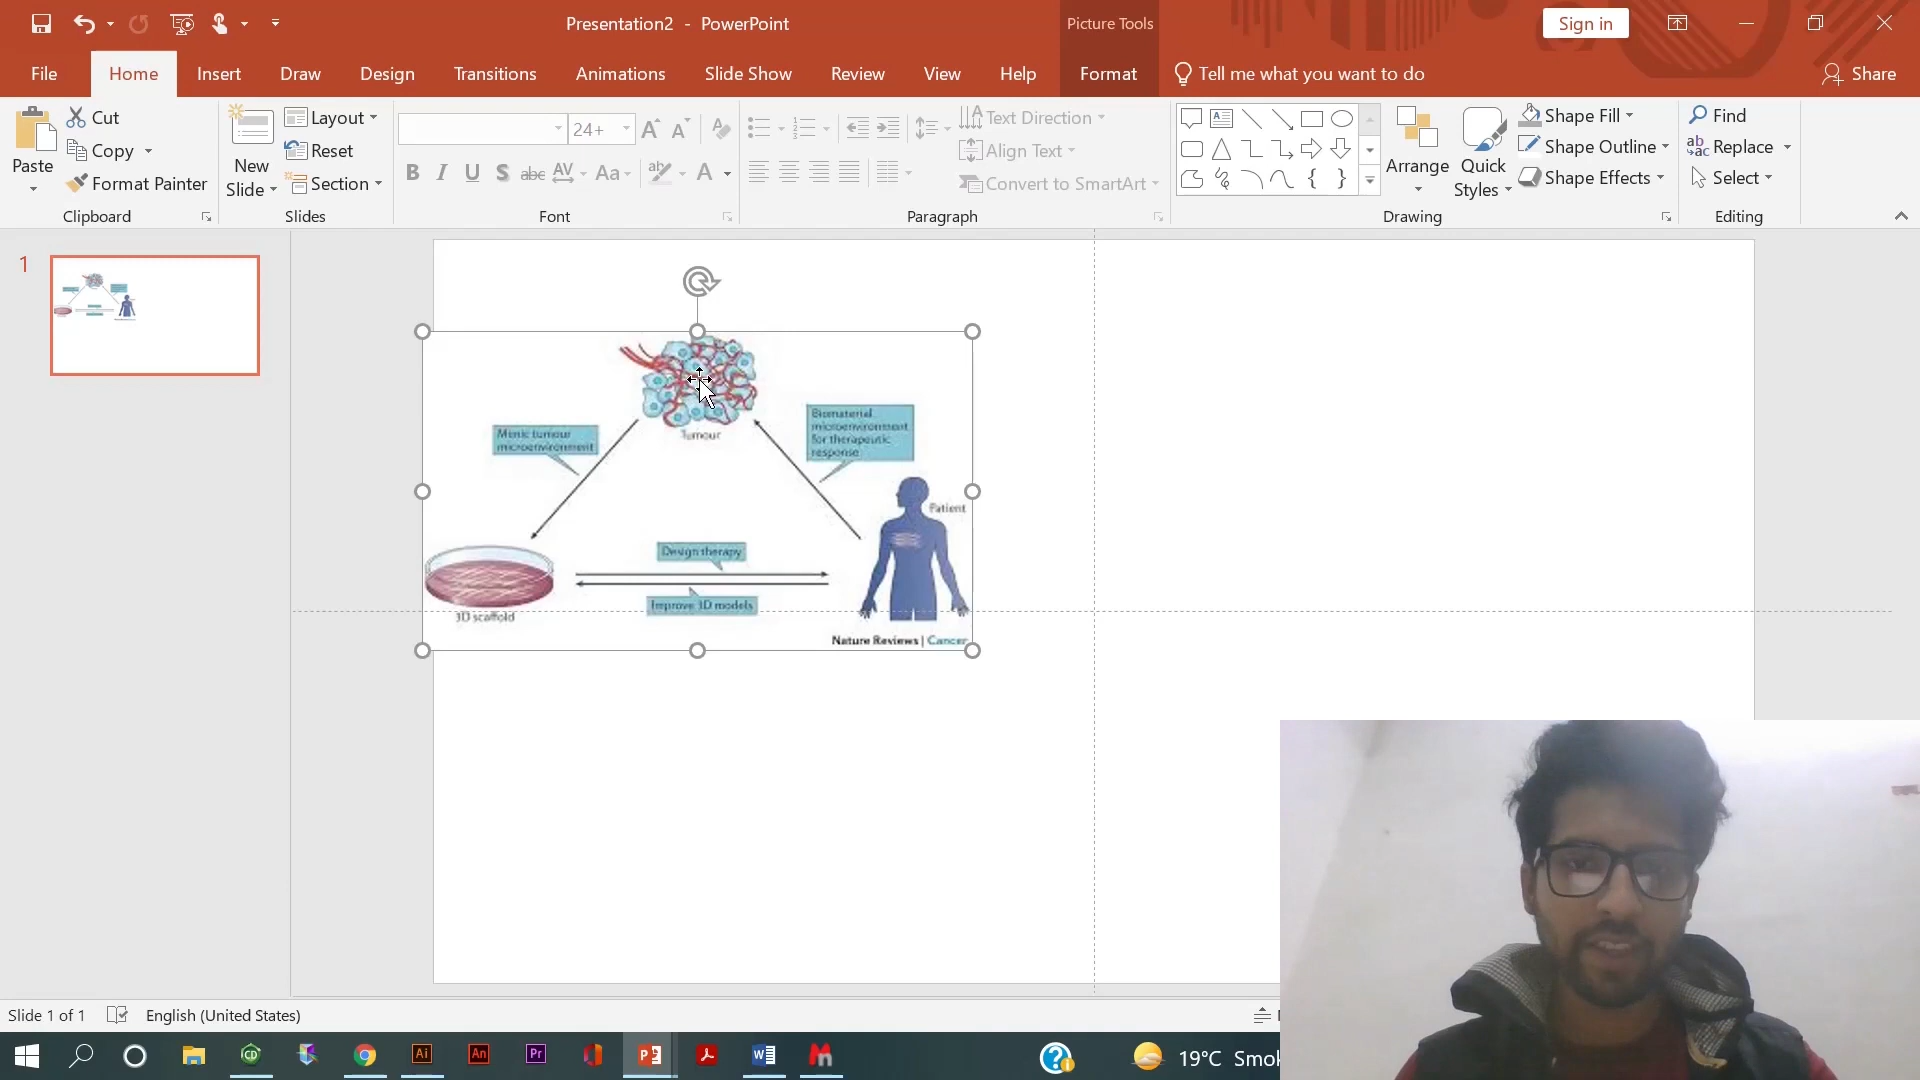 Presentation2 - PowerPoint
Picture Tools
Sign in
File
Home
Insert
Draw
Design
Transitions
Animations
Slide Show
Review
View
Help
Format
Tell me what you want to do
Share
Paste
Cut
Copy
Format Painter
Clipboard
New
Slide
Layout
Reset
Section
Slides
24+
B I U S abc AV Aa A
Font
Text Direction
Align Text
Convert to SmartArt
Paragraph
Arrange
Quick
Styles
Shape Fill
Shape Outline
Shape Effects
Drawing
Find
Replace
Select
Editing
1
Tumour
Mimic tumour
microenvironment
Biomaterial
microenvironment
for therapeutic
response
Patient
Design therapy
Improve 3D models
3D scaffold
Nature Reviews | Cancer
Slide 1 of 1
English (United States)
19°C